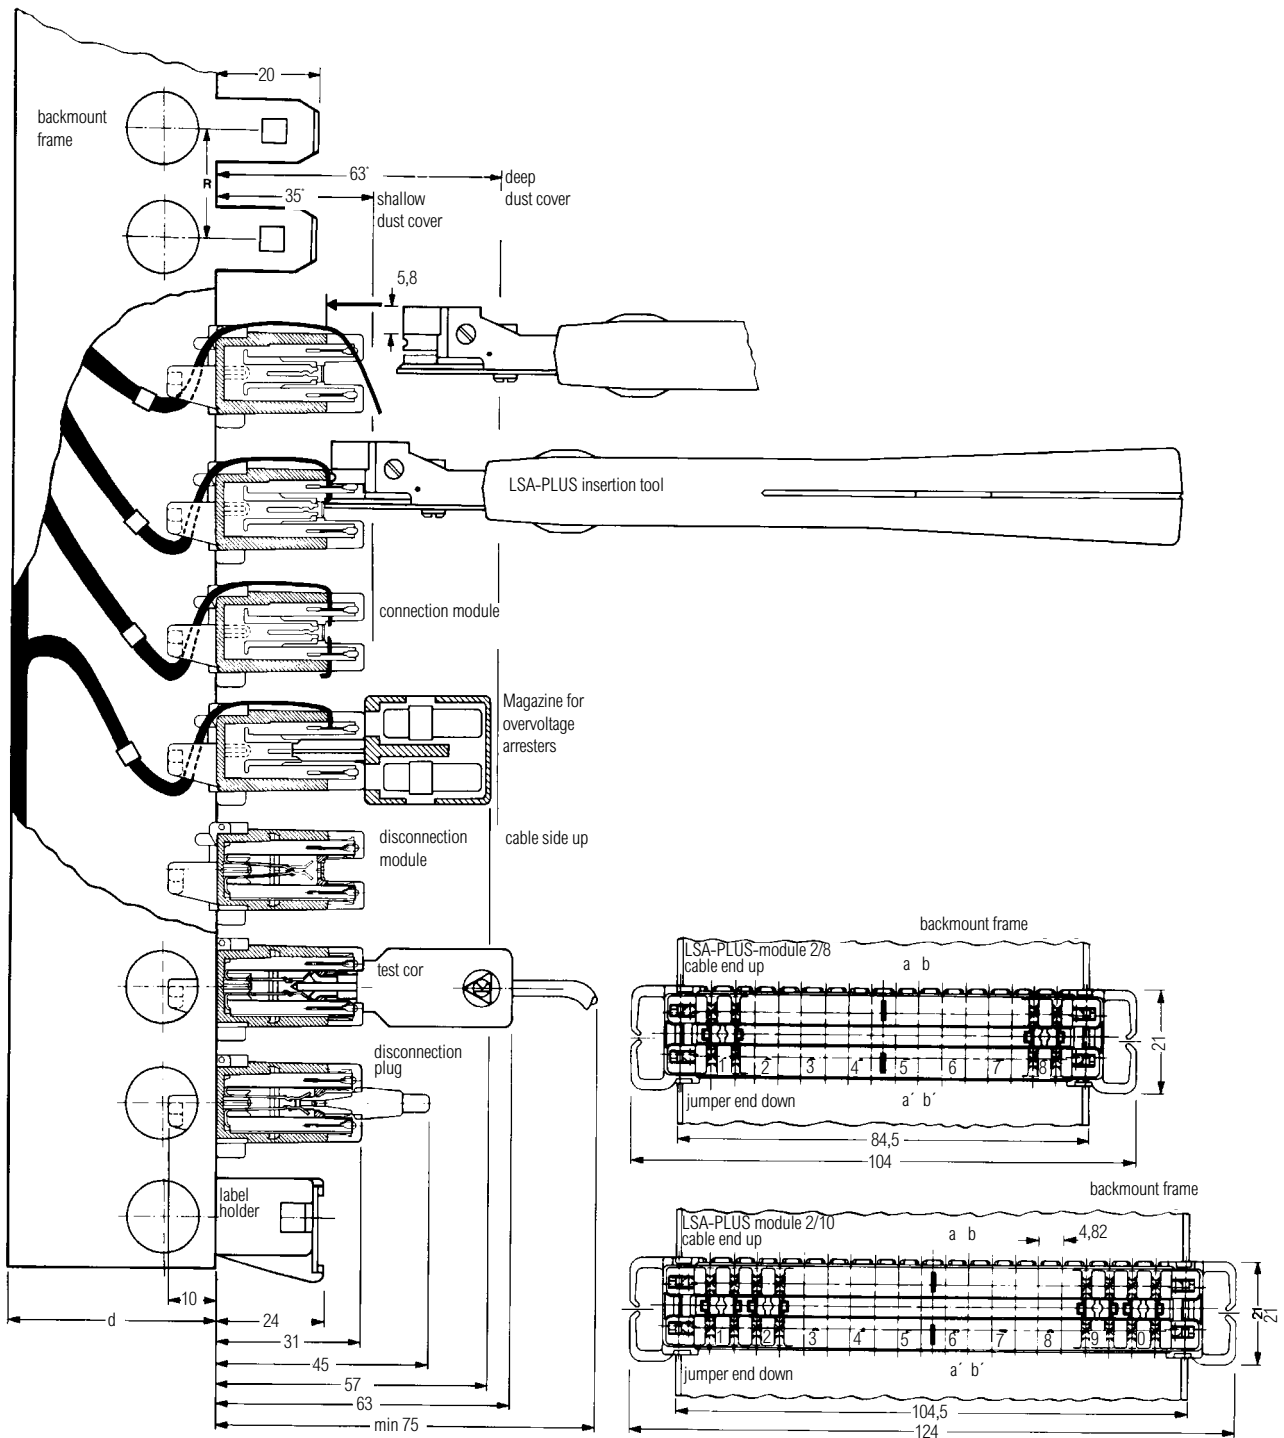 20
backmount
frame
R
63*
deep
dust cover
35*
shallow
dust cover
5,8
LSA-PLUS insertion tool
connection module
Magazine for
overvoltage
arresters
disconnection
module
cable side up
test cor
disconnection
plug
label
holder
10
d
24
31
45
57
63
min 75
backmount frame
LSA-PLUS-module 2/8
cable end up
a b
1 2 3 4 5 6 7 8
21
jumper end down
a´ b´
84,5
104
backmount frame
LSA-PLUS module 2/10
cable end up
a b
4,82
1 2 3 4 5 6 7 8 9 0
21
21
jumper end down
a´ b´
104,5
124